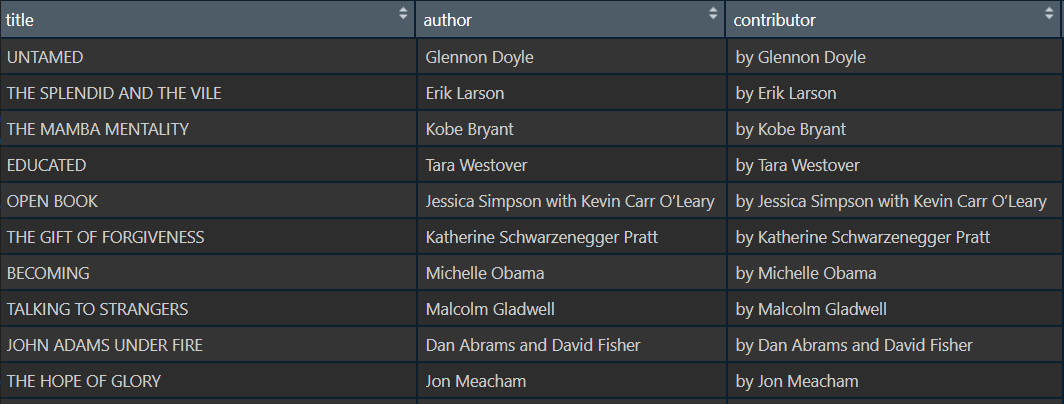 title author contributor
UNTAMED Glennon Doyle by Glennon Doyle
THE SPLENDID AND THE VILE Erik Larson by Erik Larson
THE MAMBA MENTALITY Kobe Bryant by Kobe Bryant
EDUCATED Tara Westover by Tara Westover
OPEN BOOK Jessica Simpson with Kevin Carr O’Leary by Jessica Simpson with Kevin Carr O’Leary
THE GIFT OF FORGIVENESS Katherine Schwarzenegger Pratt by Katherine Schwarzenegger Pratt
BECOMING Michelle Obama by Michelle Obama
TALKING TO STRANGERS Malcolm Gladwell by Malcolm Gladwell
JOHN ADAMS UNDER FIRE Dan Abrams and David Fisher by Dan Abrams and David Fisher
THE HOPE OF GLORY Jon Meacham by Jon Meacham